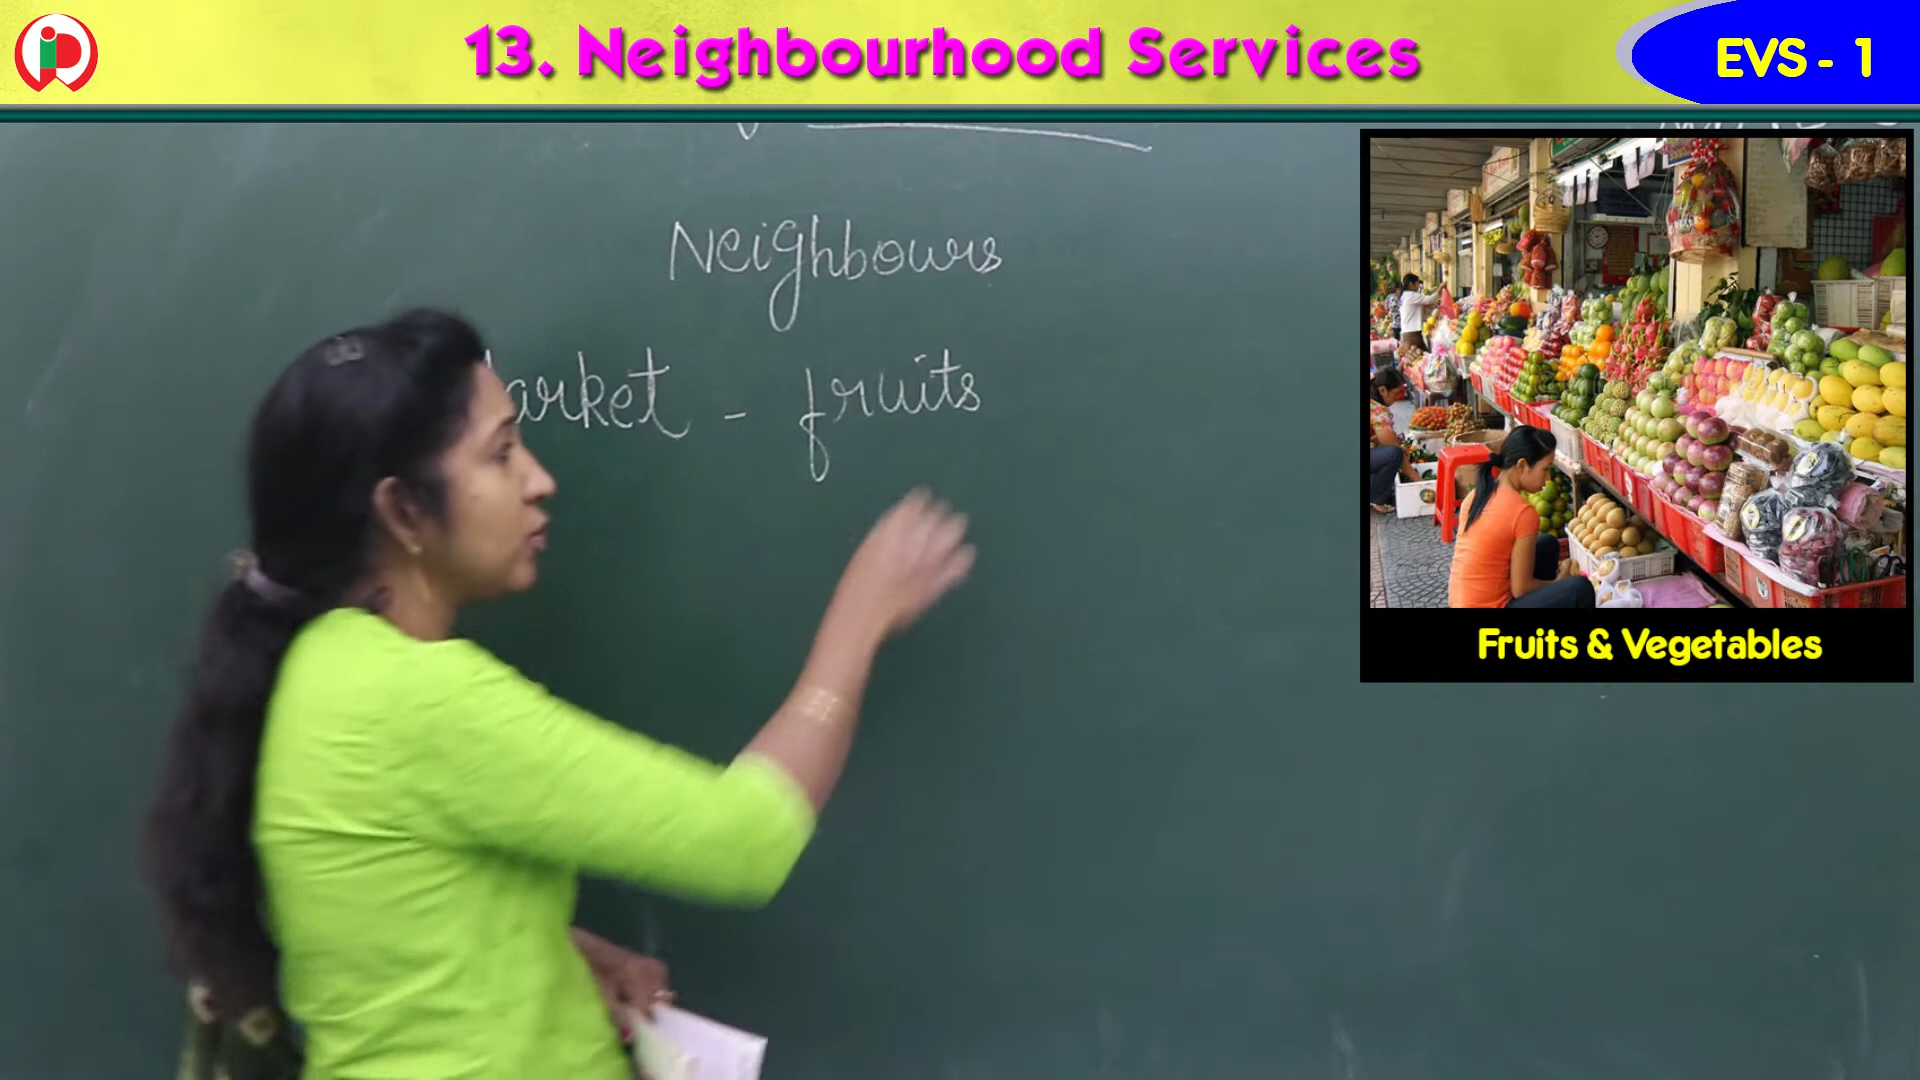 13. Neighbourhood Services
EVS - 1
Neighbours
arket - fruits
Fruits & Vegetables